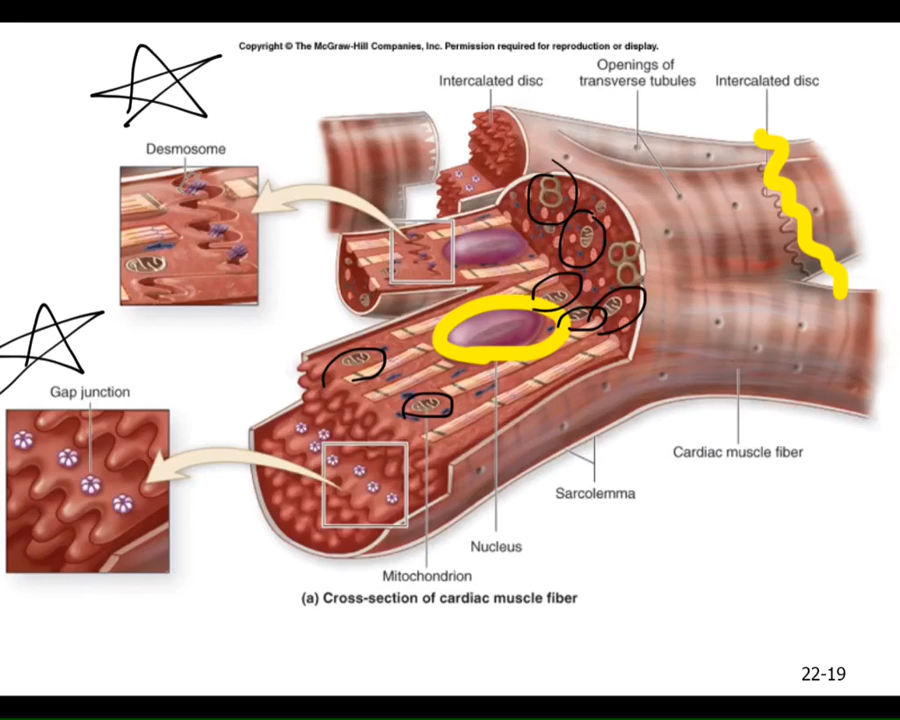 Copyright © The McGraw-Hill Companies, Inc. Permission required for reproduction or display.
Openings of
transverse tubules
Intercalated disc
Intercalated disc
Desmosome
Gap junction
Cardiac muscle fiber
Sarcolemma
Nucleus
Mitochondrion
(a) Cross-section of cardiac muscle fiber
22-19